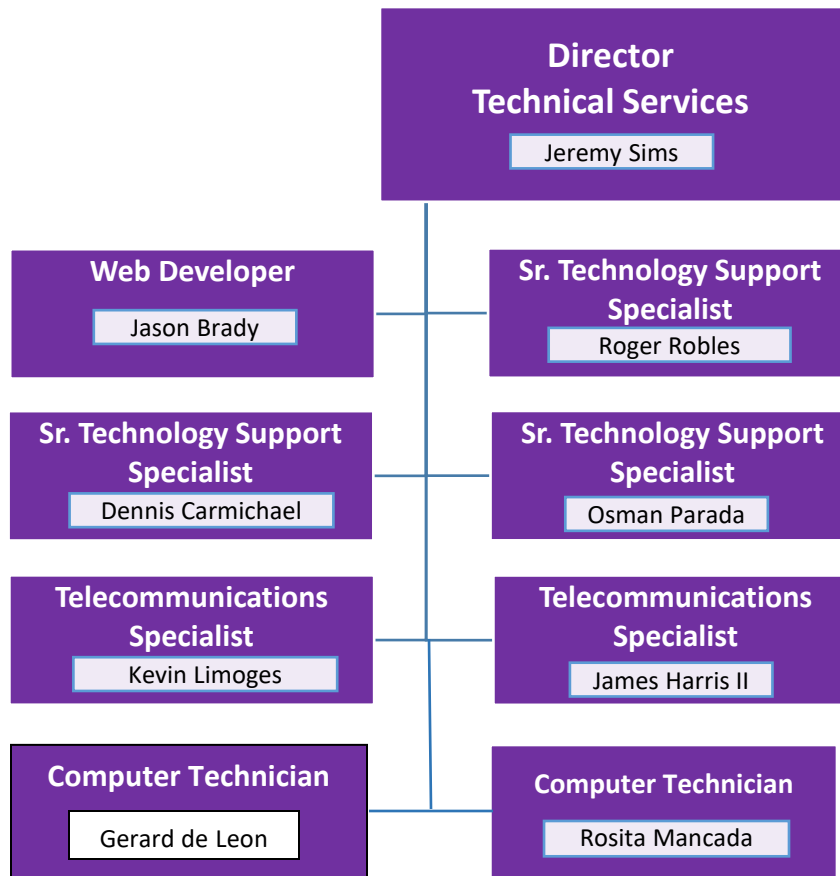 Director
Technical Services
Jeremy Sims
Web Developer
Jason Brady
Sr. Technology Support
Specialist
Roger Robles
Sr. Technology Support
Specialist
Dennis Carmichael
Sr. Technology Support
Specialist
Osman Parada
Telecommunications
Specialist
Kevin Limoges
Telecommunications
Specialist
James Harris II
Computer Technician
Gerard de Leon
Computer Technician
Rosita Mancada